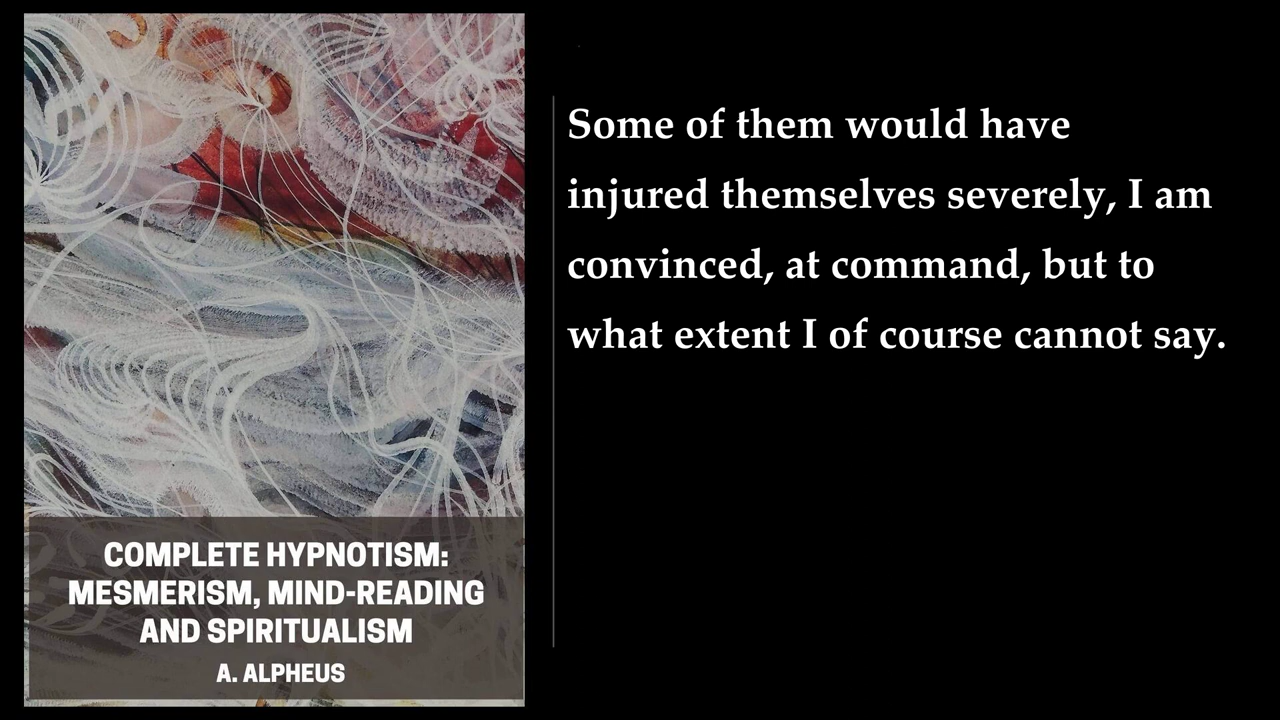 COMPLETE HYPNOTISM:
MESMERISM, MIND-READING
AND SPIRITUALISM
A. ALPHEUS
Some of them would have
injured themselves severely, I am
convinced, at command, but to
what extent I of course cannot say.